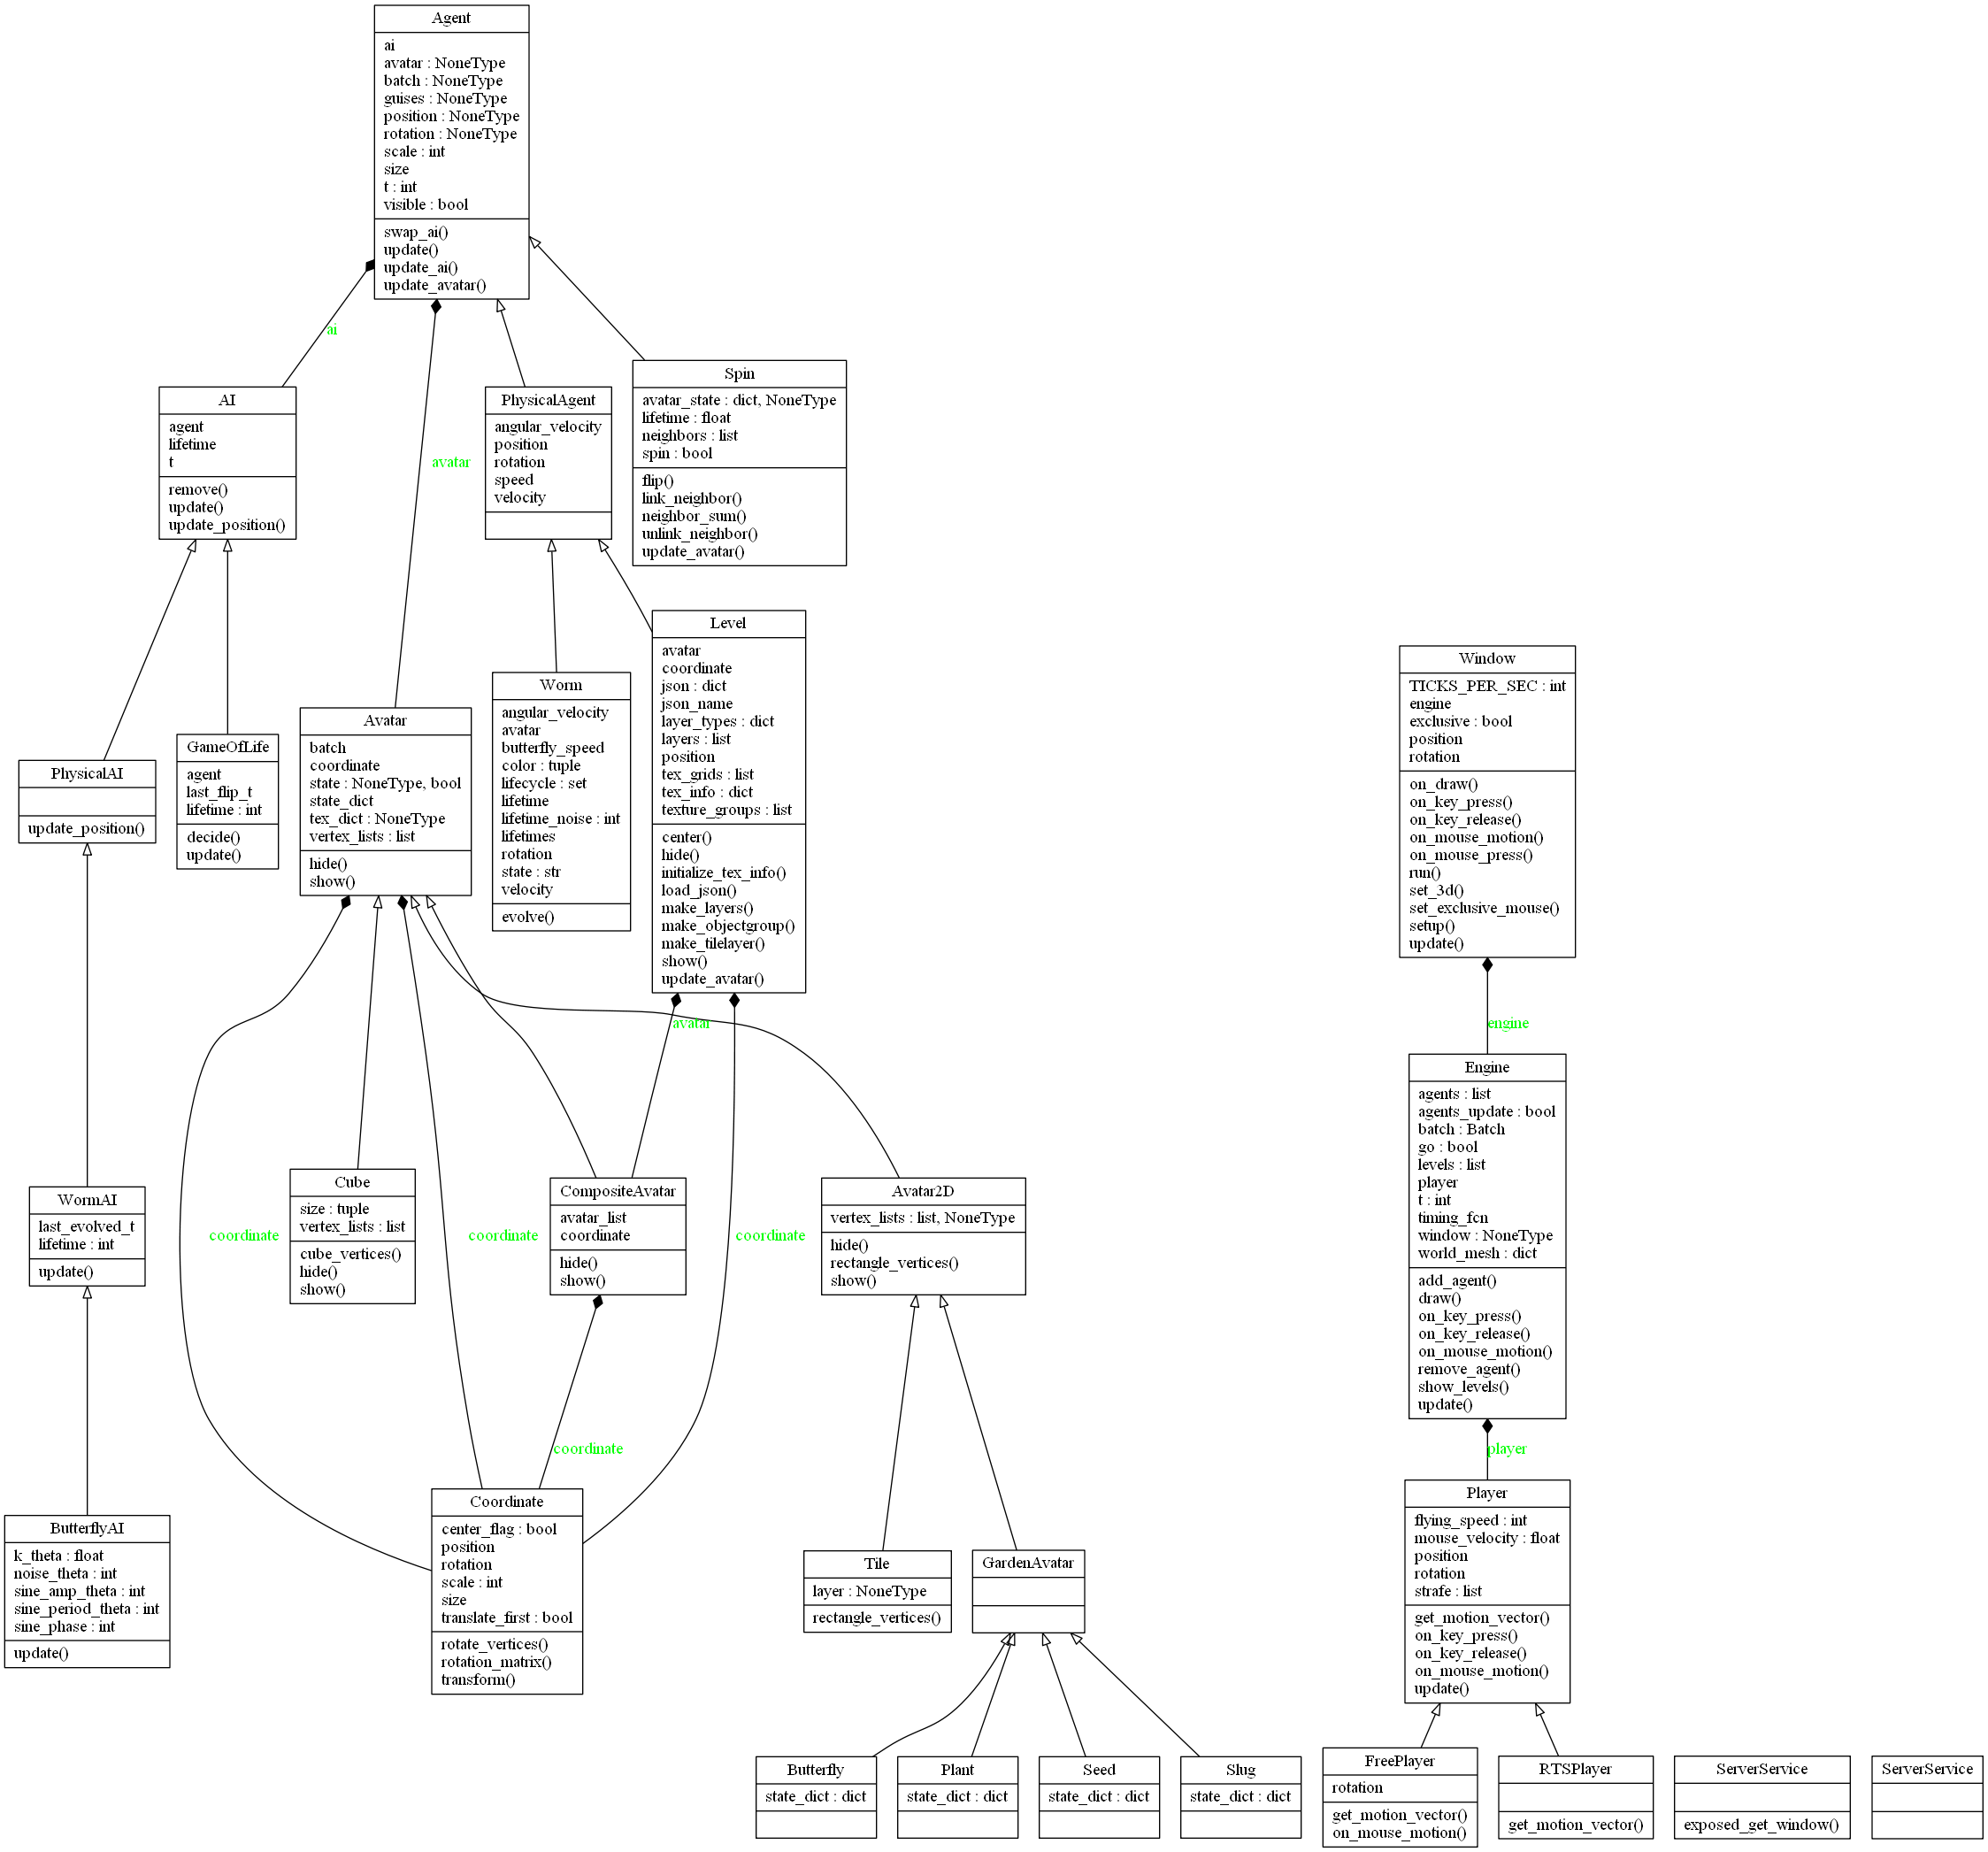 Agent
ai
avatar : NoneType
batch : NoneType
guises : NoneType
position : NoneType
rotation : NoneType
scale : int
size
t : int
visible : bool
swap_ai()
update()
update_ai()
update_avatar()
ai
avatar
AI
agent
lifetime
t
remove()
update()
update_position()
PhysicalAgent
angular_velocity
position
rotation
speed
velocity
Spin
avatar_state : dict, NoneType
lifetime : float
neighbors : list
spin : bool
flip()
link_neighbor()
neighbor_sum()
unlink_neighbor()
update_avatar()
PhysicalAI
update_position()
GameOfLife
agent
last_flip_t
lifetime : int
decide()
update()
Avatar
batch
coordinate
state : NoneType, bool
state_dict
tex_dict : NoneType
vertex_lists : list
hide()
show()
Worm
angular_velocity
avatar
butterfly_speed
color : tuple
lifecycle : set
lifetime
lifetime_noise : int
lifetimes
rotation
state : str
velocity
evolve()
Level
avatar
coordinate
json : dict
json_name
layer_types : dict
layers : list
position
tex_grids : list
tex_info : dict
texture_groups : list
center()
hide()
initialize_tex_info()
load_json()
make_layers()
make_objectgroup()
make_tilelayer()
show()
update_avatar()
Window
TICKS_PER_SEC : int
engine
exclusive : bool
position
rotation
on_draw()
on_key_press()
on_key_release()
on_mouse_motion()
on_mouse_press()
run()
set_3d()
set_exclusive_mouse()
setup()
update()
avatar
engine
WormAI
last_evolved_t
lifetime : int
update()
coordinate
Cube
size : tuple
vertex_lists : list
cube_vertices()
hide()
show()
coordinate
CompositeAvatar
avatar_list
coordinate
hide()
show()
coordinate
Avatar2D
vertex_lists : list, NoneType
hide()
rectangle_vertices()
show()
Engine
agents : list
agents_update : bool
batch : Batch
go : bool
levels : list
player
t : int
timing_fcn
window : NoneType
world_mesh : dict
add_agent()
draw()
on_key_press()
on_key_release()
on_mouse_motion()
remove_agent()
show_levels()
update()
coordinate
player
ButterflyAI
k_theta : float
noise_theta : int
sine_amp_theta : int
sine_period_theta : int
sine_phase : int
update()
Coordinate
center_flag : bool
position
rotation
scale : int
size
translate_first : bool
rotate_vertices()
rotation_matrix()
transform()
Tile
layer : NoneType
rectangle_vertices()
GardenAvatar
Player
flying_speed : int
mouse_velocity : float
position
rotation
strafe : list
get_motion_vector()
on_key_press()
on_key_release()
on_mouse_motion()
update()
Butterfly
state_dict : dict
Plant
state_dict : dict
Seed
state_dict : dict
Slug
state_dict : dict
FreePlayer
rotation
get_motion_vector()
on_mouse_motion()
RTSPlayer
get_motion_vector()
ServerService
exposed_get_window()
ServerService